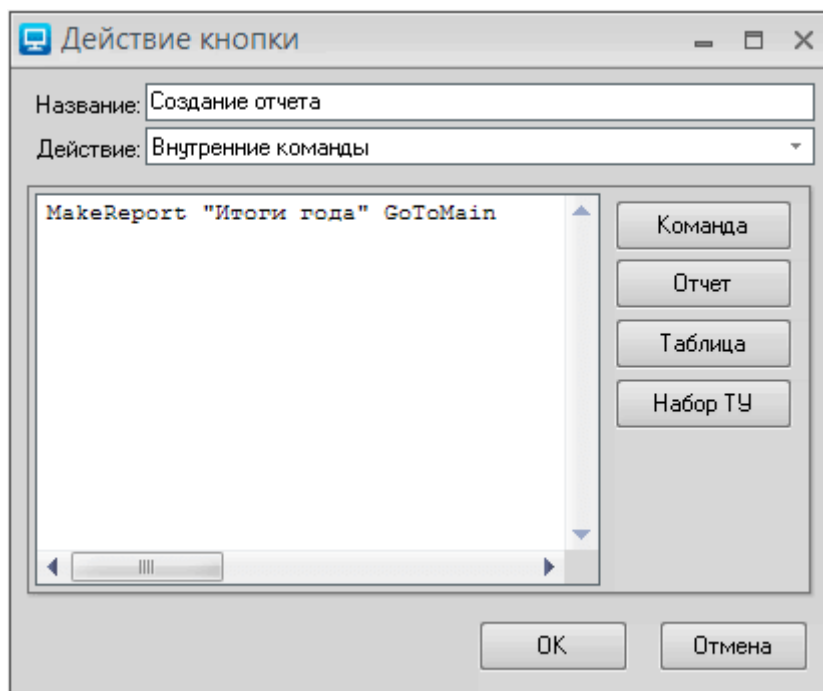 Действие кнопки
Название: Создание отчета
Действие: Внутренние команды
MakeReport "Итоги года" GoToMain
Команда
Отчет
Таблица
Набор ТУ
OK
Отмена